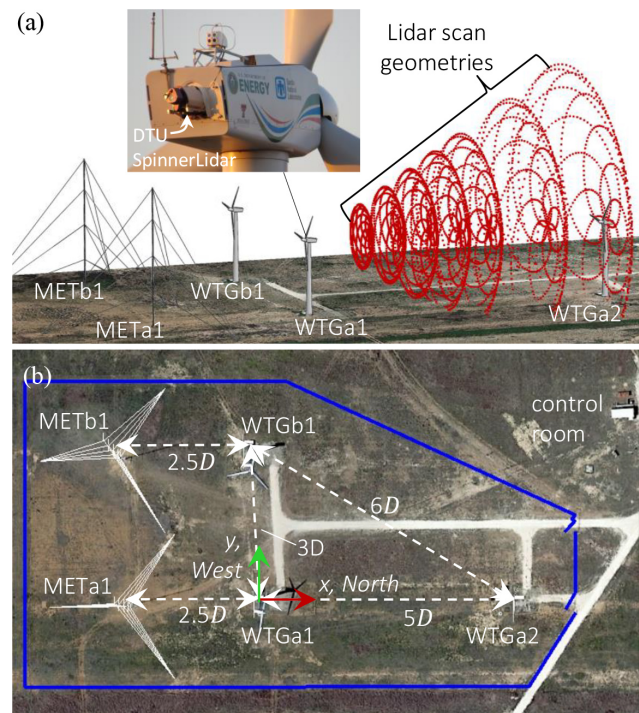 (a)
Lidar scan
geometries
ENERGY
DTU
SpinnerLidar
METb1
WTGb1
METa1
WTGa1
WTGa2
(b)
METb1
WTGb1
control
room
2.5D
6D
3D
y,
West
METa1
x, North
2.5D
WTGa1
5D
WTGa2